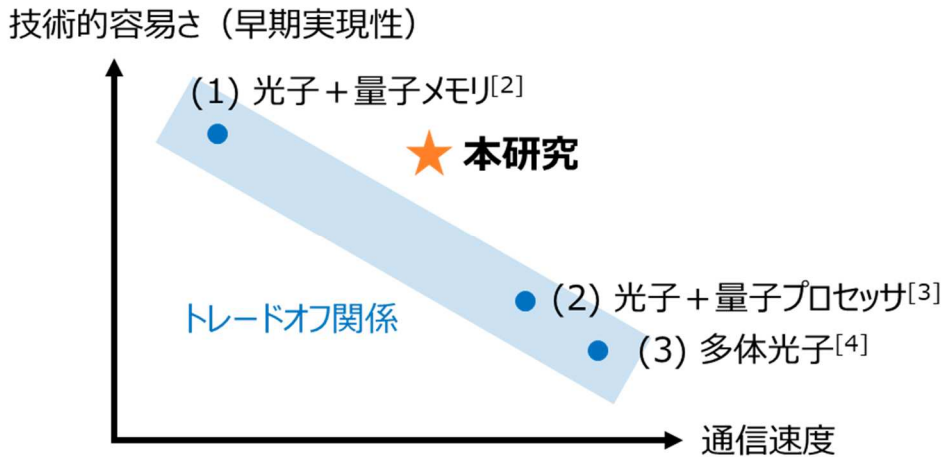 技術的容易さ（早期実現性）
(1) 光子＋量子メモリ[2]
本研究
(2) 光子＋量子プロセッサ[3]
トレードオフ関係
(3) 多体光子[4]
通信速度